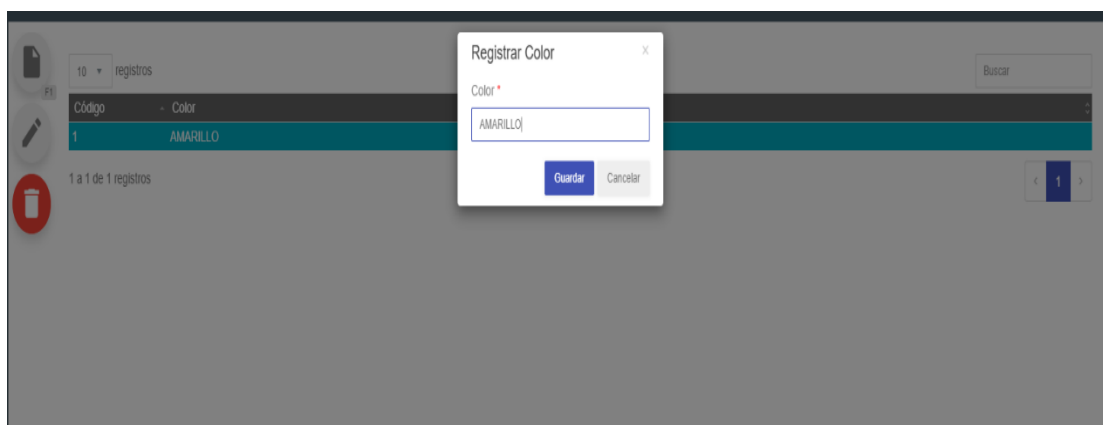 Registrar Color
X
Color *
AMARILLO
Guardar Cancelar
F1
10 registros
Buscar
Código Color
1 AMARILLO
1 a 1 de 1 registros
< 1 >